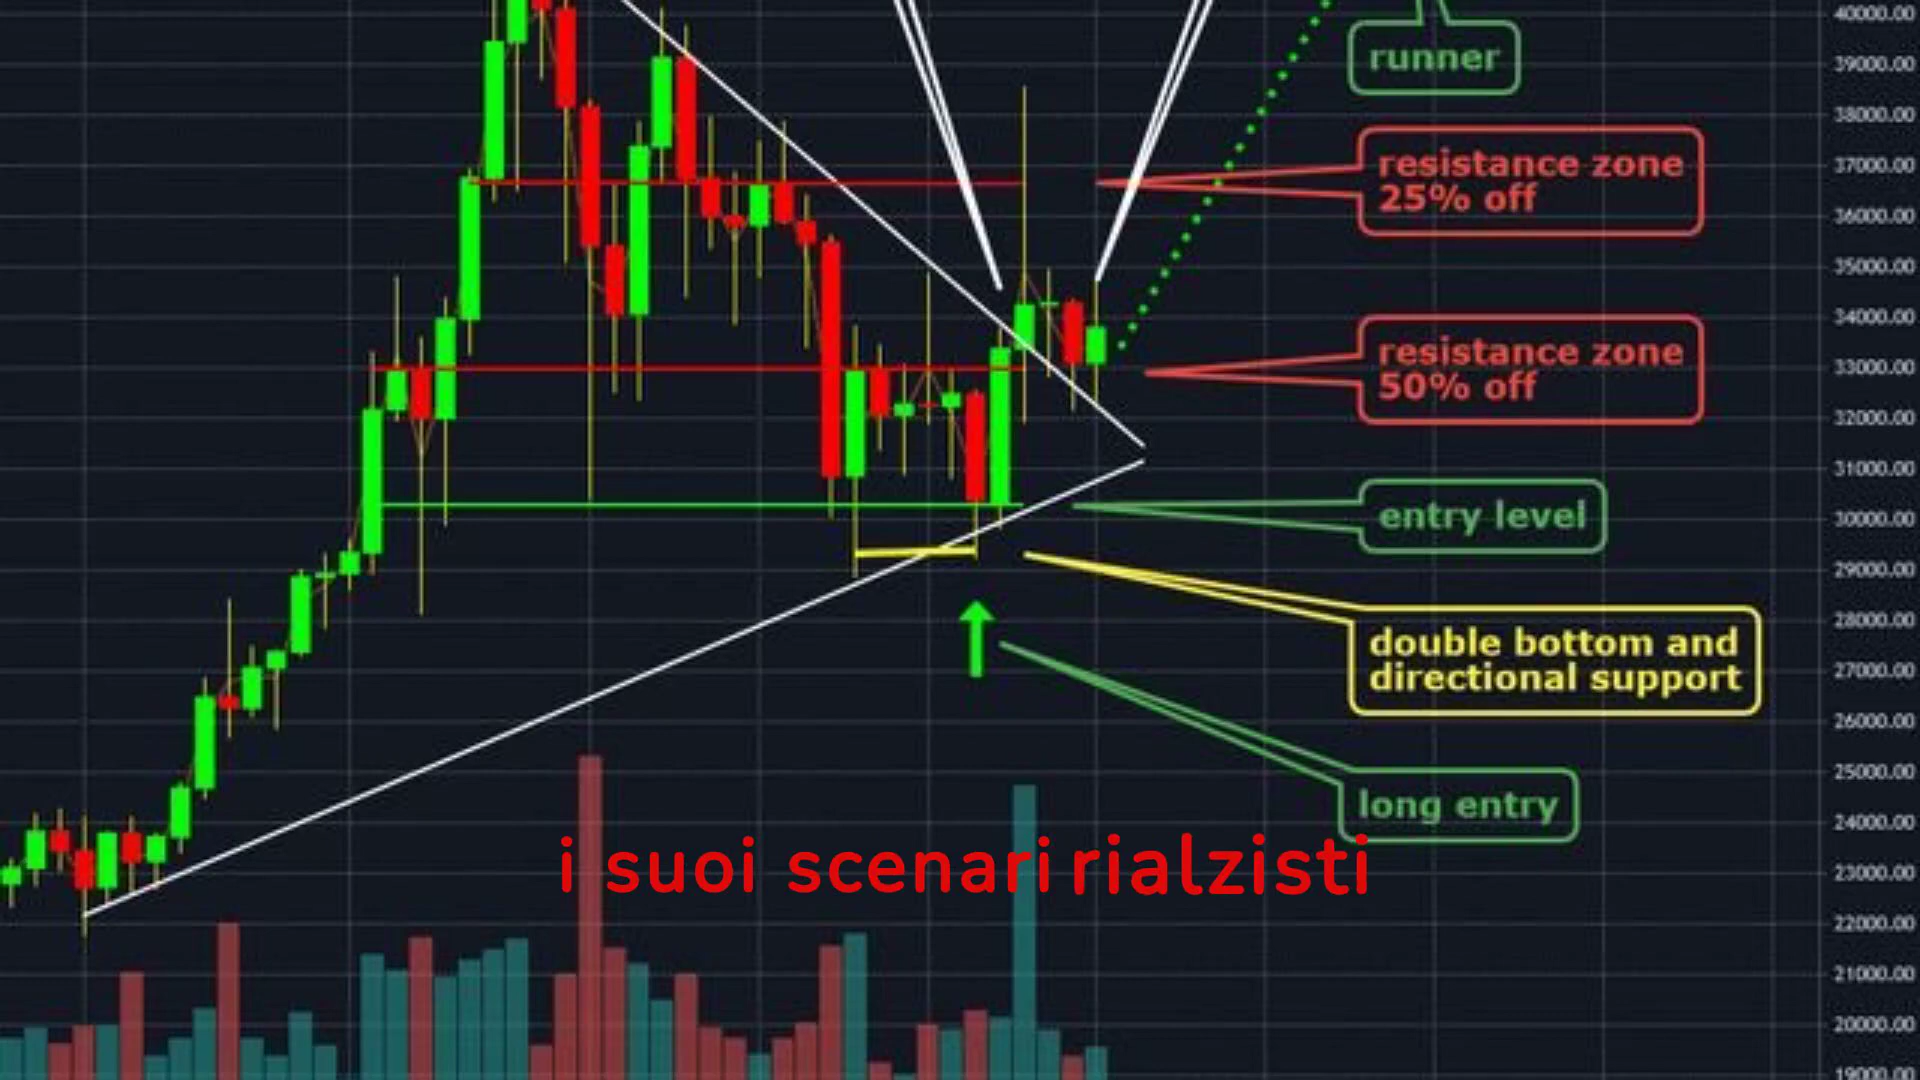 40000.00
runner
39000.00
38000.00
resistance zone
25% off
37000.00
36000.00
35000.00
34000.00
resistance zone
50% off
33000.00
32000.00
31000.00
entry level
30000.00
29000.00
28000.00
double bottom and
directional support
27000.00
26000.00
25000.00
long entry
24000.00
i suoi scenari rialzisti
23000.00
22000.00
21000.00
20000.00
19000.00